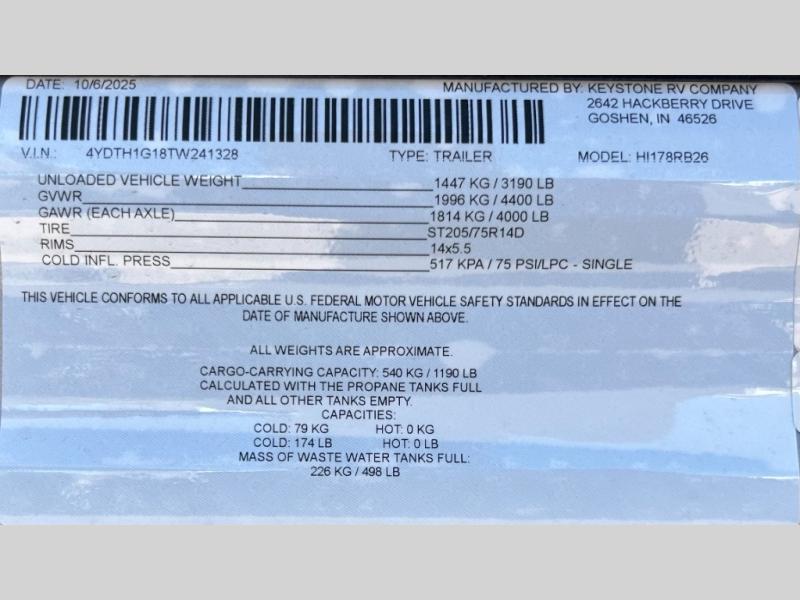 DATE: 10/6/2025
MANUFACTURED BY: KEYSTONE RV COMPANY
2642 HACKBERRY DRIVE
GOSHEN, IN 46526
V.I.N.: 4YDTH1G18TW241328 TYPE: TRAILER MODEL: HI178RB26
UNLOADED VEHICLE WEIGHT 1447 KG / 3190 LB
GVWR 1996 KG / 4400 LB
GAWR (EACH AXLE) 1814 KG / 4000 LB
TIRE ST205/75R14D
RIMS 14x5.5
COLD INFL. PRESS 517 KPA / 75 PSI/LPC - SINGLE
THIS VEHICLE CONFORMS TO ALL APPLICABLE U.S. FEDERAL MOTOR VEHICLE SAFETY STANDARDS IN EFFECT ON THE
DATE OF MANUFACTURE SHOWN ABOVE.
ALL WEIGHTS ARE APPROXIMATE.
CARGO-CARRYING CAPACITY: 540 KG / 1190 LB
CALCULATED WITH THE PROPANE TANKS FULL
AND ALL OTHER TANKS EMPTY.
CAPACITIES:
COLD: 79 KG HOT: 0 KG
COLD: 174 LB HOT: 0 LB
MASS OF WASTE WATER TANKS FULL:
226 KG / 498 LB